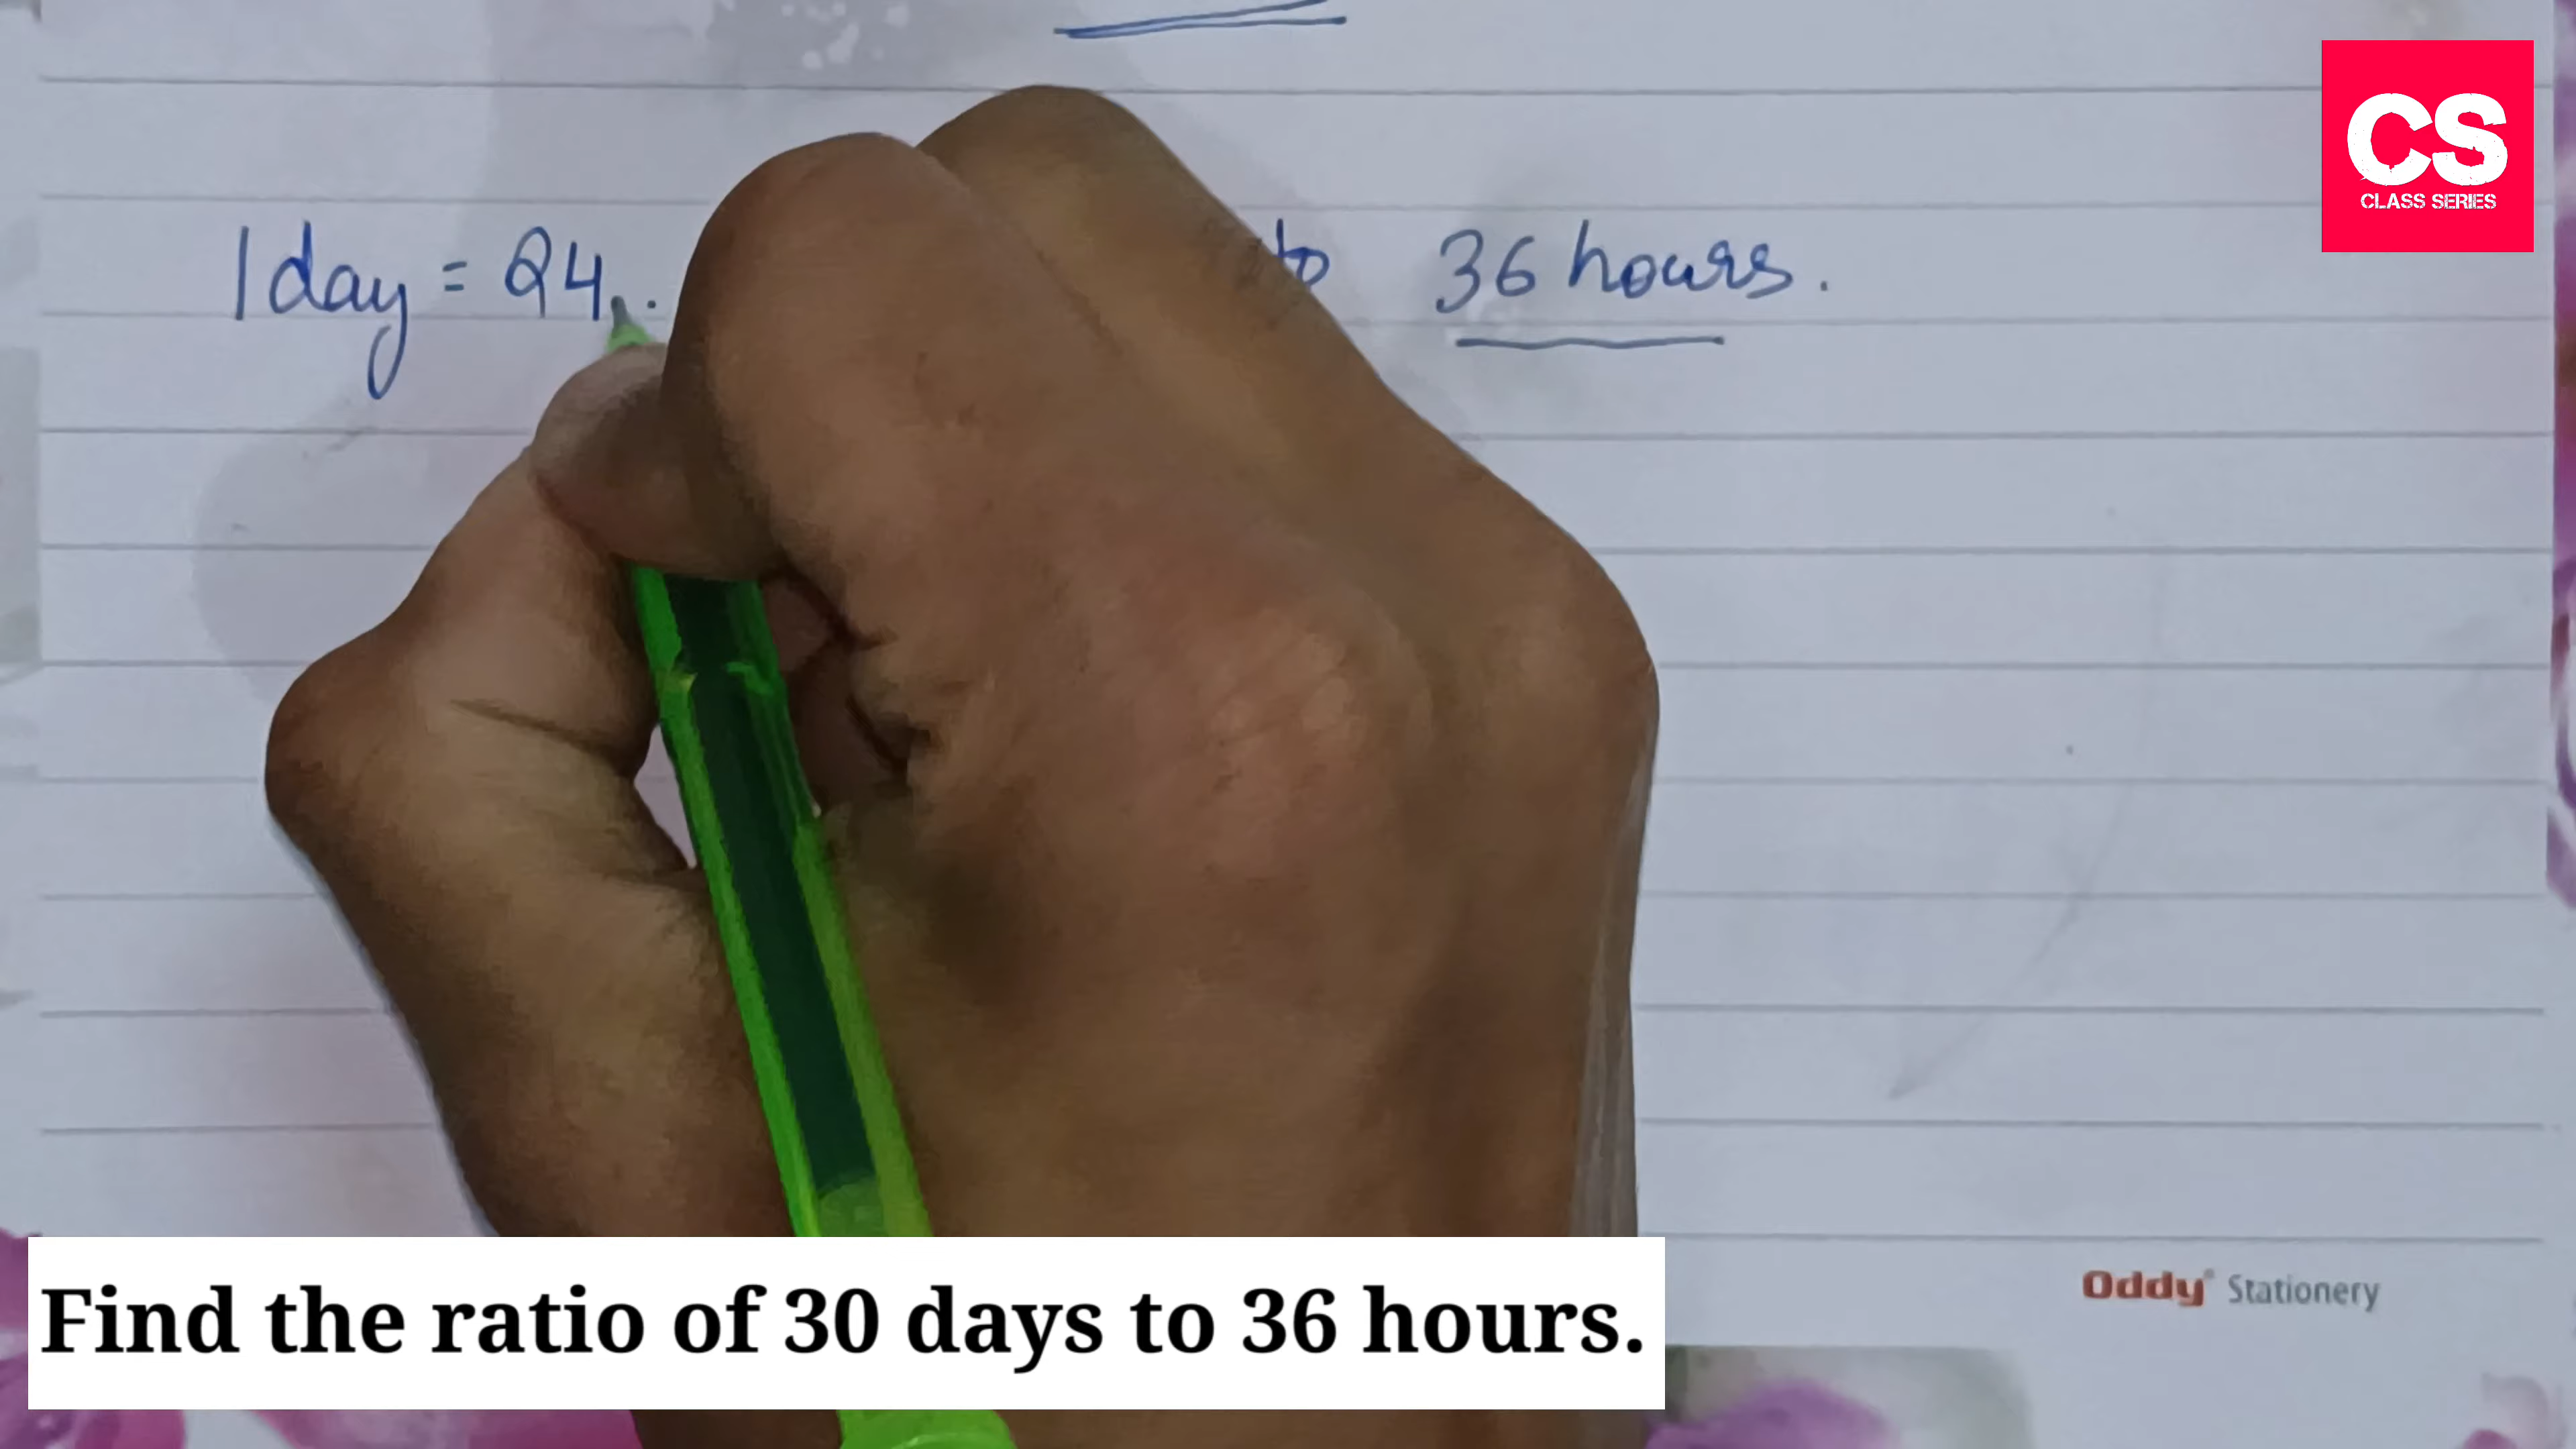 CS
CLASS SERIES
1 day = 24 to 36 hours.
Find the ratio of 30 days to 36 hours.
Oddy Stationery